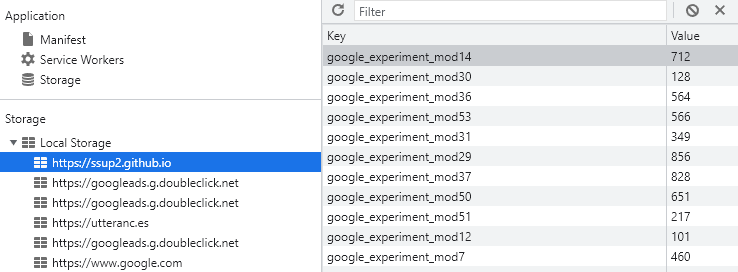 Application
Manifest
Service Workers
Storage
Storage
Local Storage
https://ssup2.github.io
https://googleads.g.doubleclick.net
https://googleads.g.doubleclick.net
https://utteranc.es
https://googleads.g.doubleclick.net
https://www.google.com
Filter
Key Value
google_experiment_mod14 712
google_experiment_mod30 128
google_experiment_mod36 564
google_experiment_mod53 566
google_experiment_mod31 349
google_experiment_mod29 856
google_experiment_mod37 828
google_experiment_mod50 651
google_experiment_mod51 217
google_experiment_mod12 101
google_experiment_mod7 460